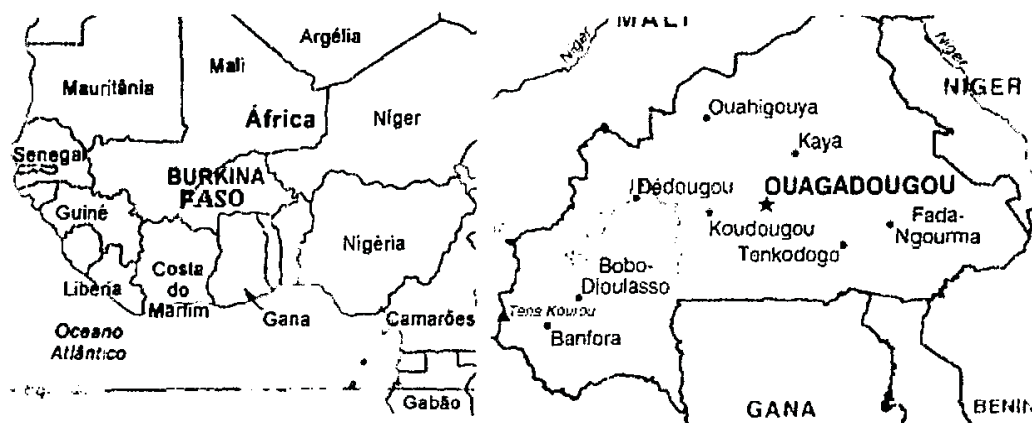 Argélia
Mali
Mauritânia
África
Níger
Senegal
BURKINA
FASO
Guiné
Nigéria
Costa
do
Marfim
Libéria
Gana
Camarões
Oceano
Atlântico
Gabão
MALI
Niger
Niger
NIGER
Ouahigouya
Kaya
Dédougou
OUAGADOUGOU
Koudougou
Fada-
Ngourma
Tenkodogo
Bobo-
Dioulasso
Tena Kourou
Banfora
GANA
BENIN